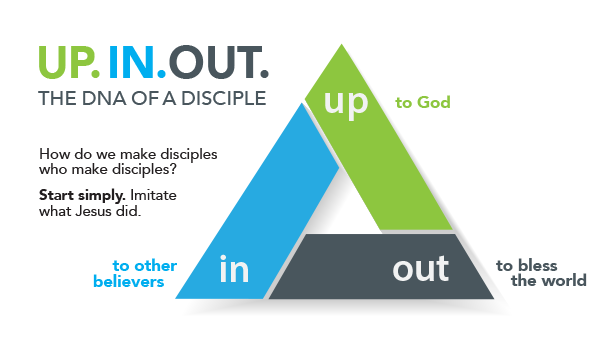 UP. IN. OUT.
THE DNA OF A DISCIPLE
How do we make disciples
who make disciples?
Start simply. Imitate
what Jesus did.
up
to God
in
to other
believers
out
to bless
the world